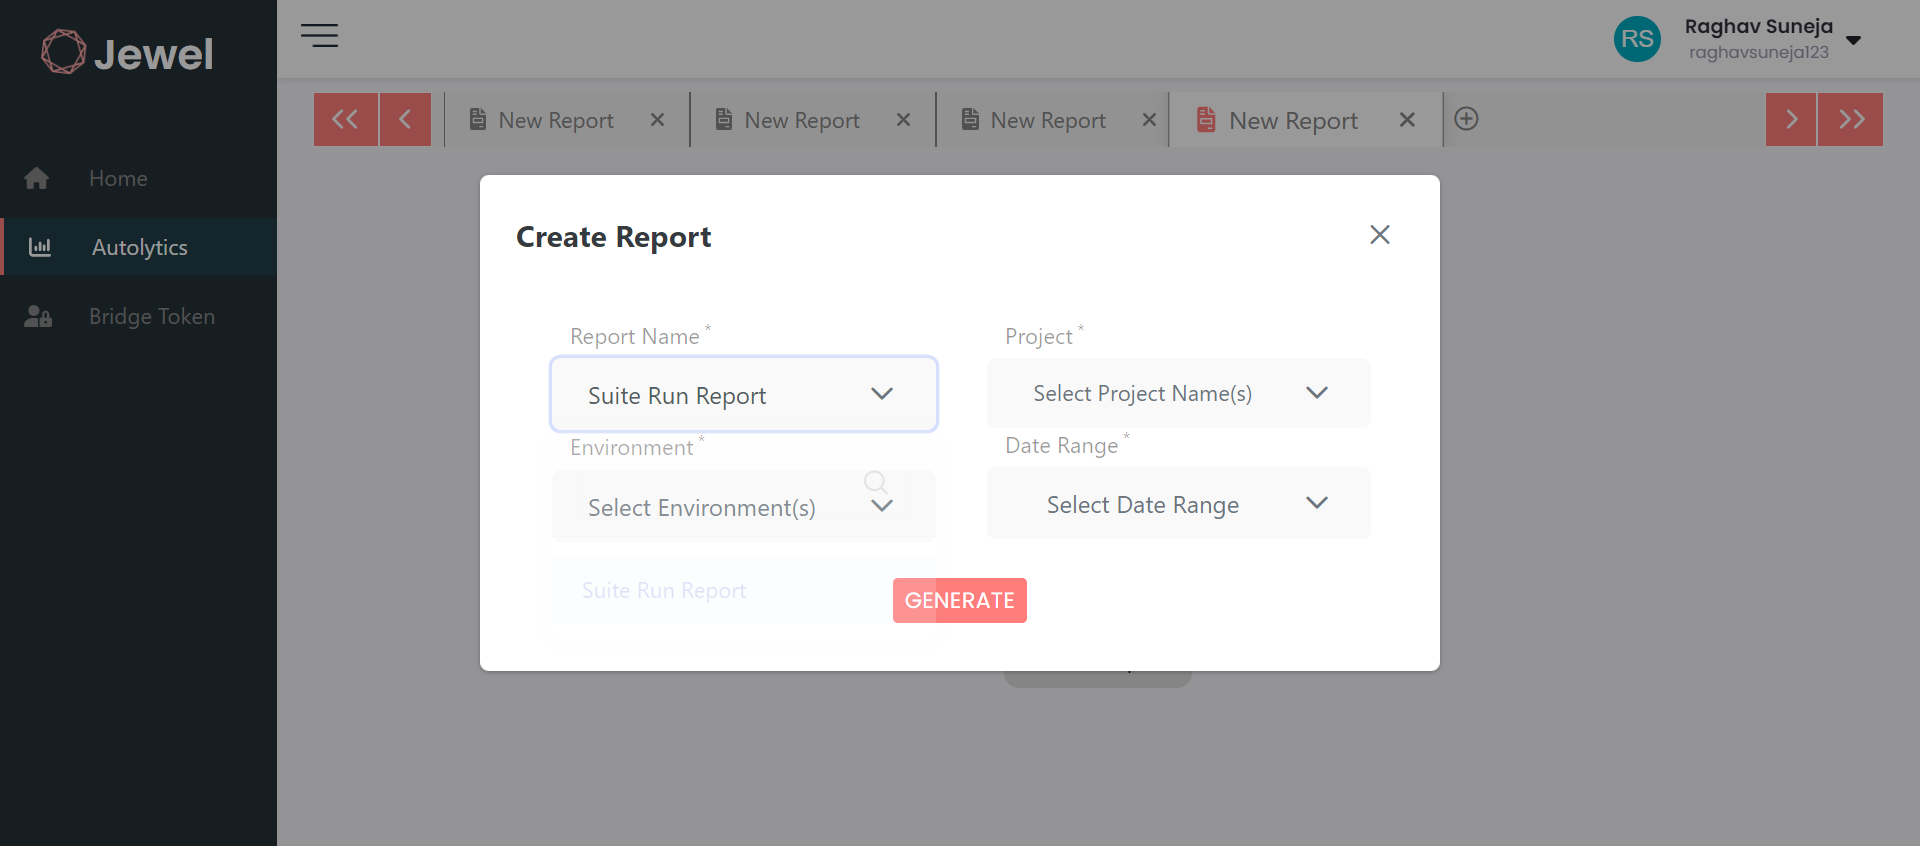 Jewel
RS
Raghav Suneja
raghavsuneja123
New Report
New Report
New Report
New Report
Home
Autolytics
Bridge Token
Create Report
Report Name *
Project *
Suite Run Report
Select Project Name(s)
Environment *
Date Range *
Select Environment(s)
Select Date Range
Suite Run Report
GENERATE